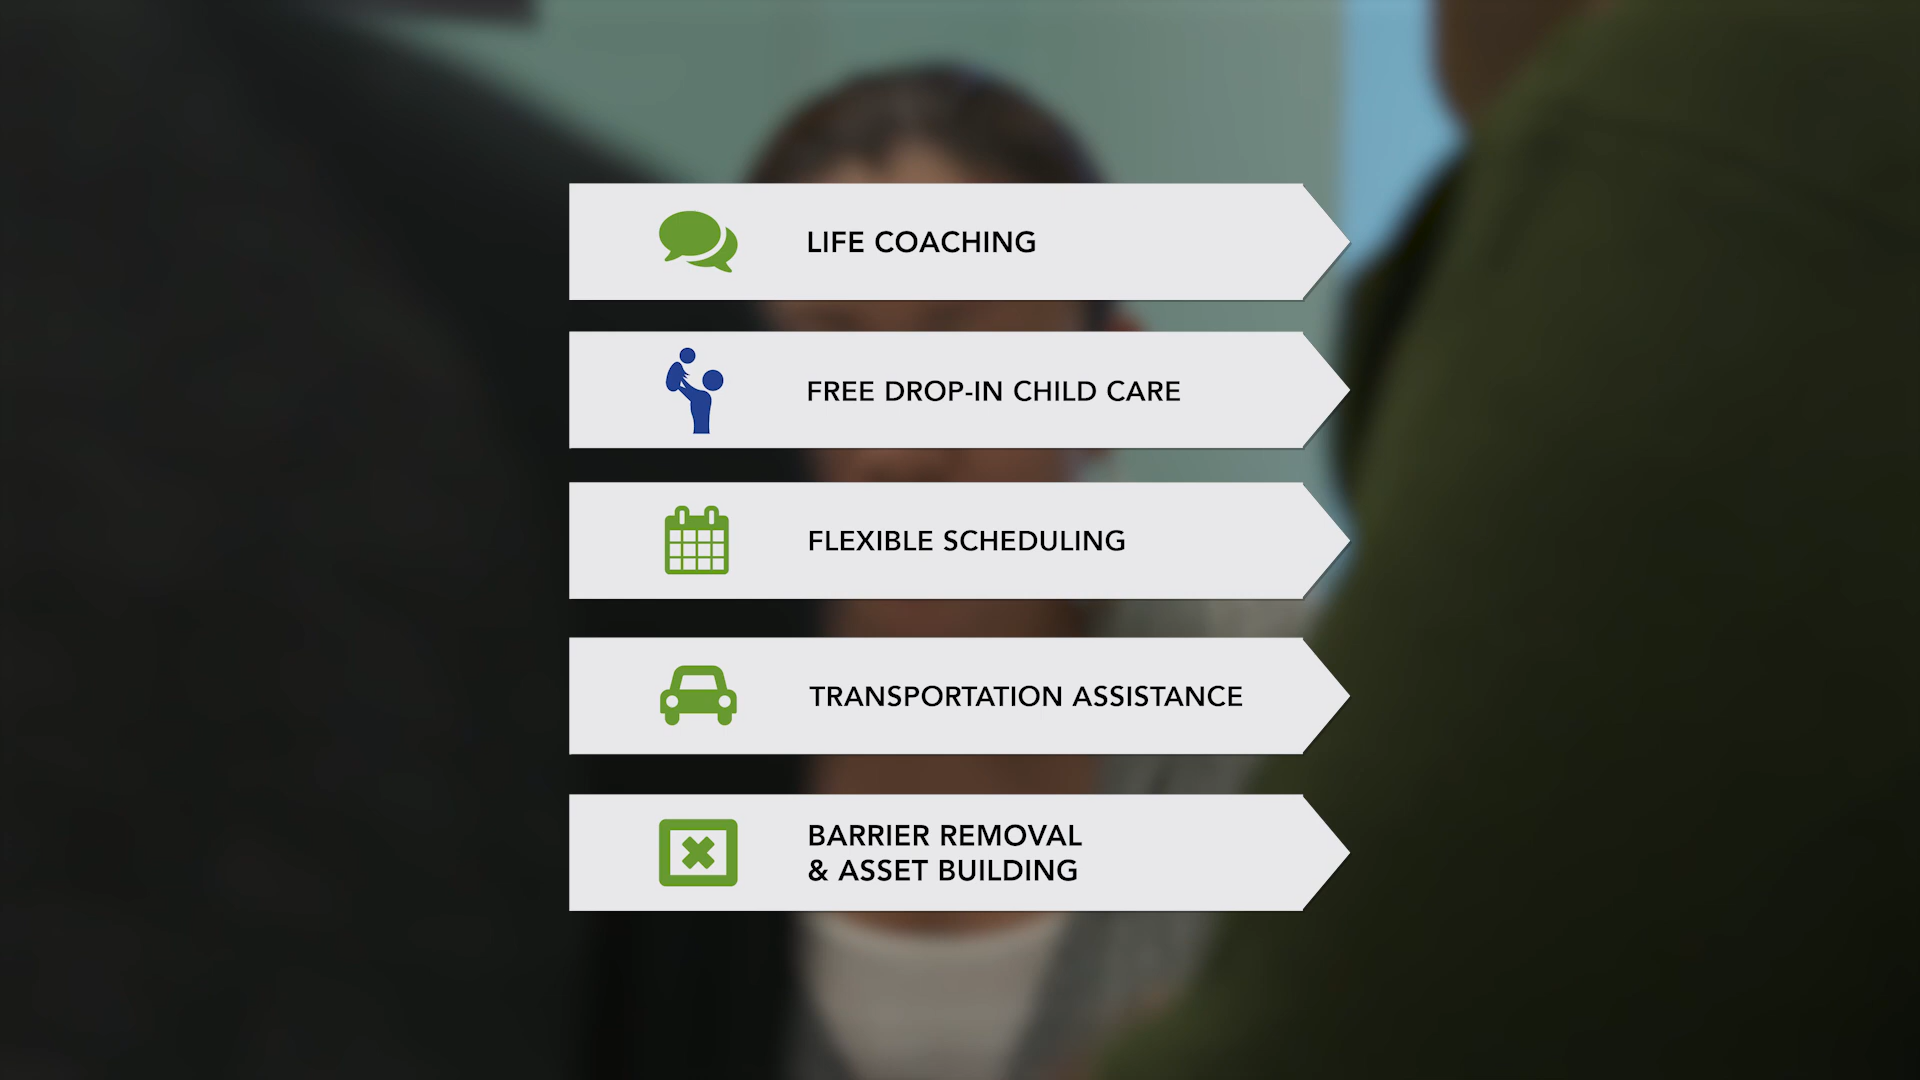 LIFE COACHING
FREE DROP-IN CHILD CARE
FLEXIBLE SCHEDULING
TRANSPORTATION ASSISTANCE
BARRIER REMOVAL
& ASSET BUILDING